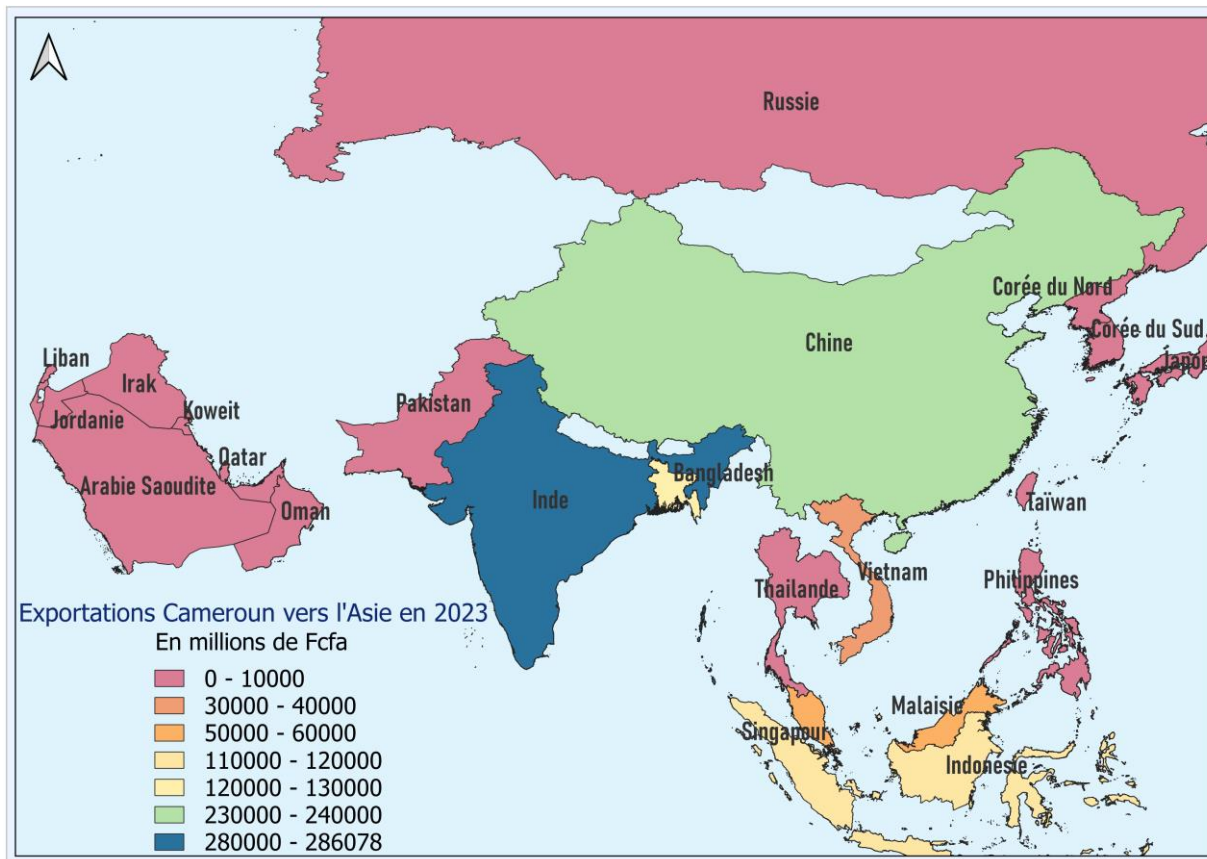 Russie
Corée du Nord
Corée du Sud
Chine
Japon
Liban
Irak
Pakistan
Koweit
Jordanie
Qatar
Bangladesh
Arabie Saoudite
Inde
Oman
Taïwan
Vietnam
Philippines
Thailande
Exportations Cameroun vers l'Asie en 2023
En millions de Fcfa
0 - 10000
30000 - 40000
50000 - 60000
110000 - 120000
120000 - 130000
230000 - 240000
280000 - 286078
Malaisie
Singapour
Indonésie